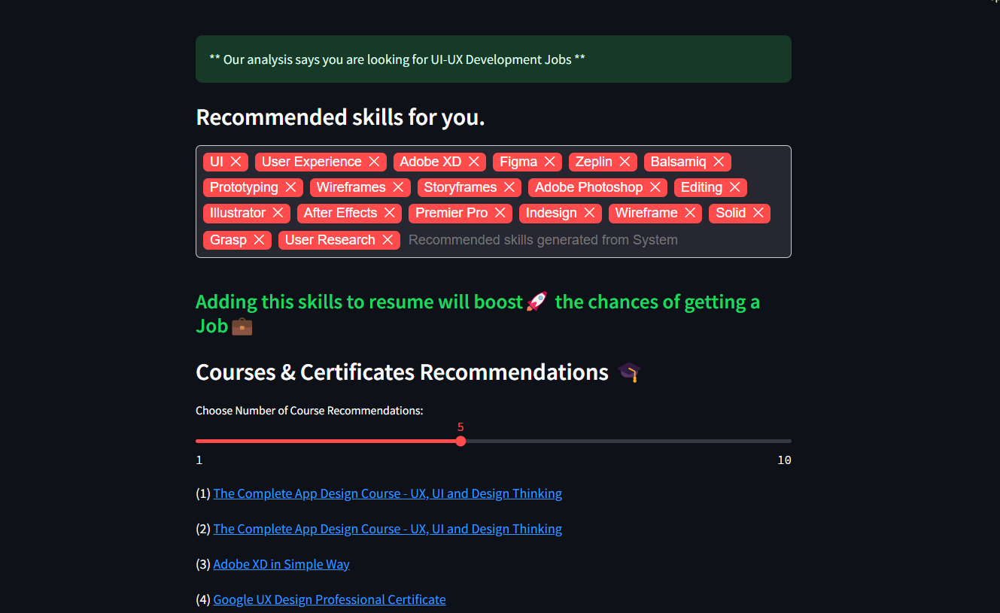 ** Our analysis says you are looking for UI-UX Development Jobs **
Recommended skills for you.
UI User Experience Adobe XD Figma Zeplin Balsamiq
Prototyping Wireframes Storyframes Adobe Photoshop Editing
Illustrator After Effects Premier Pro Indesign Wireframe Solid
Grasp User Research Recommended skills generated from System
Adding this skills to resume will boost🚀 the chances of getting a
Job💼
Courses & Certificates Recommendations 🎓
Choose Number of Course Recommendations:
5
1 10
(1) The Complete App Design Course - UX, UI and Design Thinking
(2) The Complete App Design Course - UX, UI and Design Thinking
(3) Adobe XD in Simple Way
(4) Google UX Design Professional Certificate